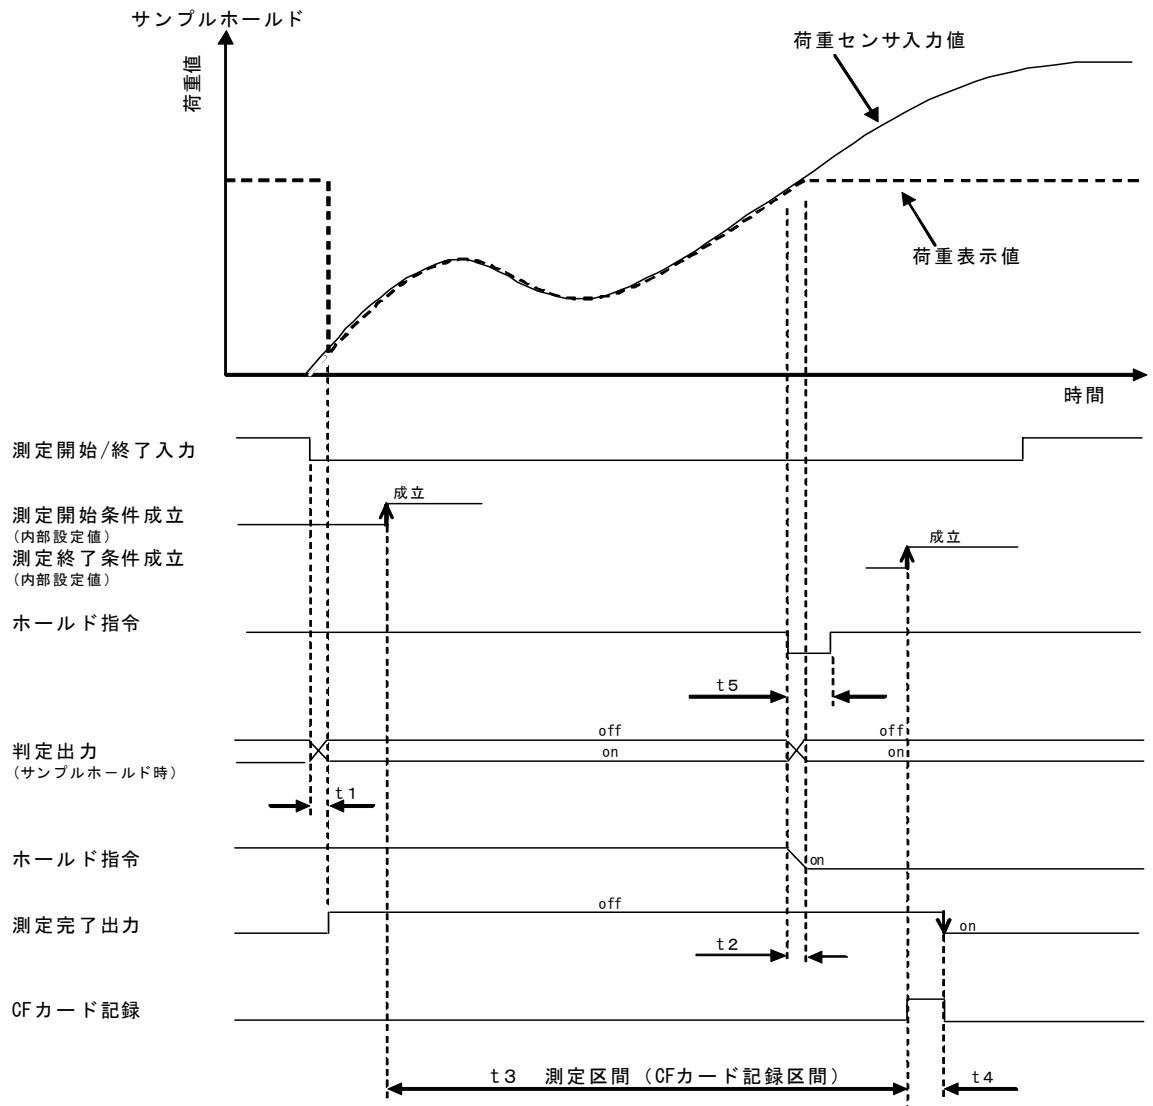 サンプルホールド
荷重センサ入力値
荷重値
荷重表示値
時間
測定開始/終了入力
成立
測定開始条件成立
(内部設定値)
成立
測定終了条件成立
(内部設定値)
ホールド指令
t5
off
off
判定出力
on
on
(サンプルホールド時)
t1
ホールド指令
on
off
測定完了出力
on
t2
CFカード記録
t3 測定区間（CFカード記録区間）
t4